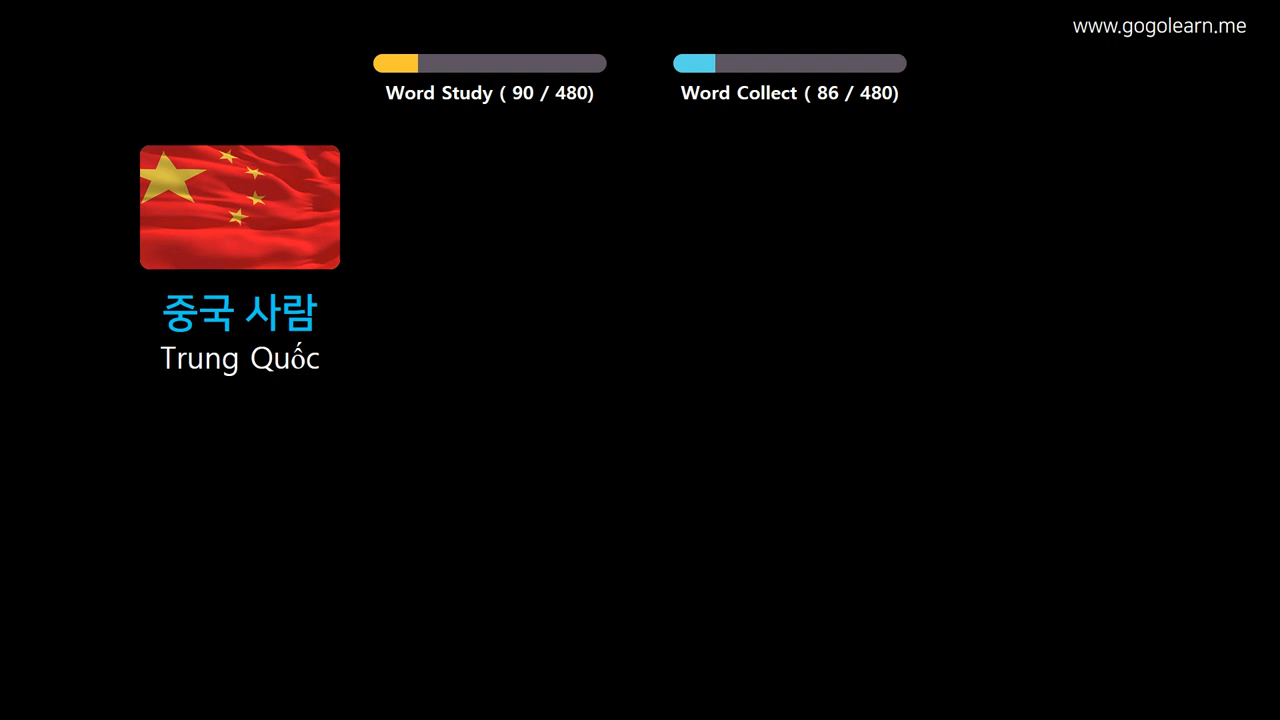 www.gogolearn.me
Word Study ( 90 / 480)
Word Collect ( 86 / 480)
중국 사람
Trung Quốc